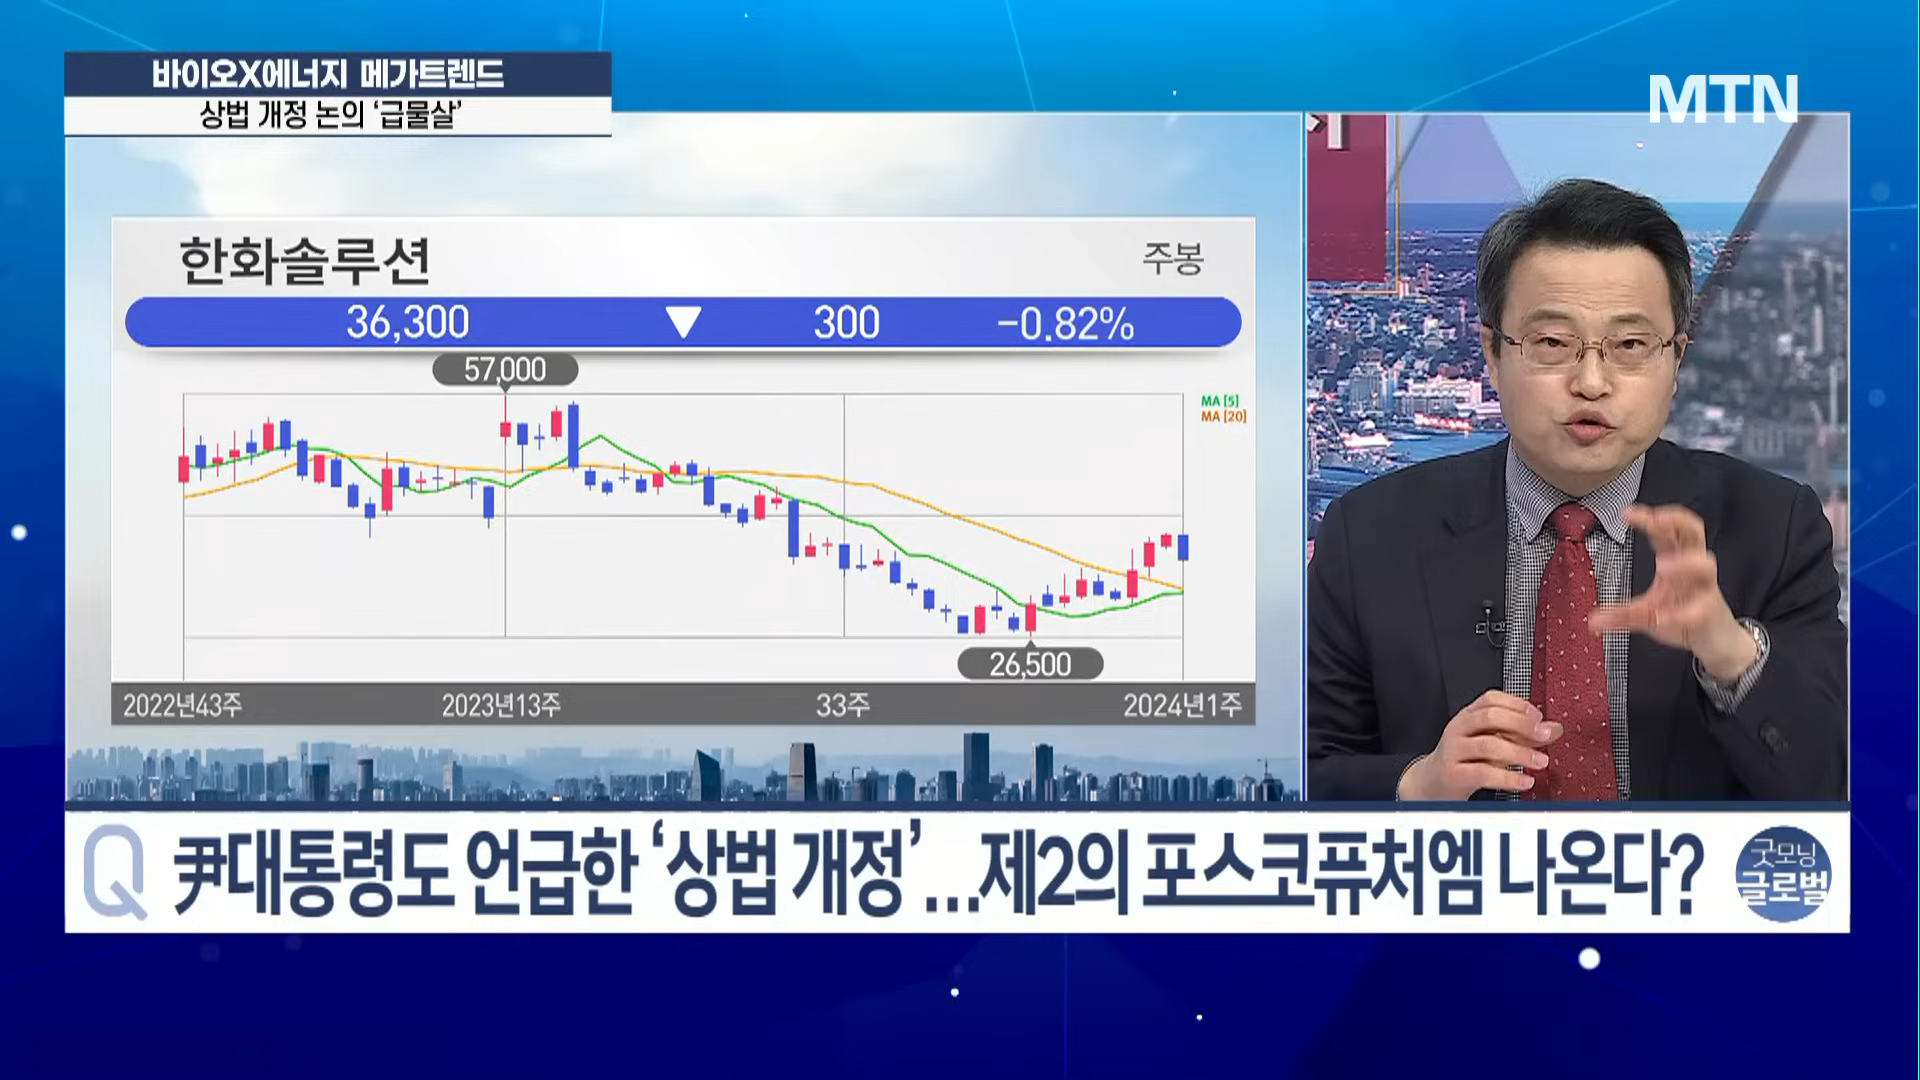 바이오X에너지 메가트렌드
상법 개정 논의 ‘급물살’
MTN
한화솔루션
주봉
36,300 ▼ 300 -0.82%
57,000
MA [5]
MA [20]
26,500
2022년43주 2023년13주 33주 2024년1주
Q 尹대통령도 언급한 ‘상법 개정’...제2의 포스코퓨처엠 나온다?
굿모닝
글로벌